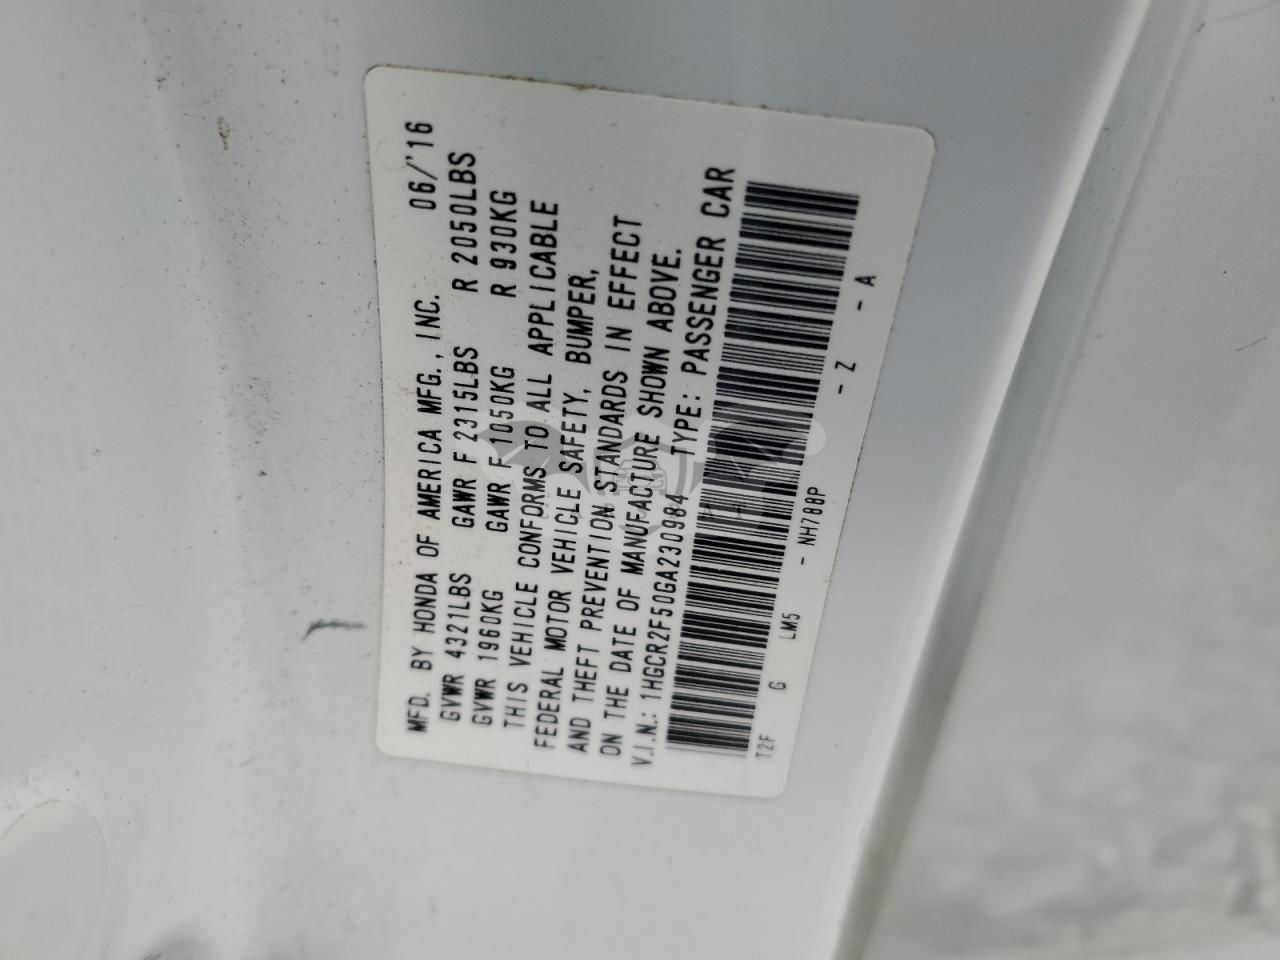 MFD. BY HONDA OF AMERICA MFG., INC. 06/'16
GVWR 4321LBS GAWR F 2315LBS R 2050LBS
GVWR 1960KG GAWR F 1050KG R 930KG
THIS VEHICLE CONFORMS TO ALL APPLICABLE
FEDERAL MOTOR VEHICLE SAFETY, BUMPER,
AND THEFT PREVENTION STANDARDS IN EFFECT
ON THE DATE OF MANUFACTURE SHOWN ABOVE.
V.I.N.: 1HGCR2F50GA230984 TYPE: PASSENGER CAR
T2F G LM5 - NH788P - Z - A